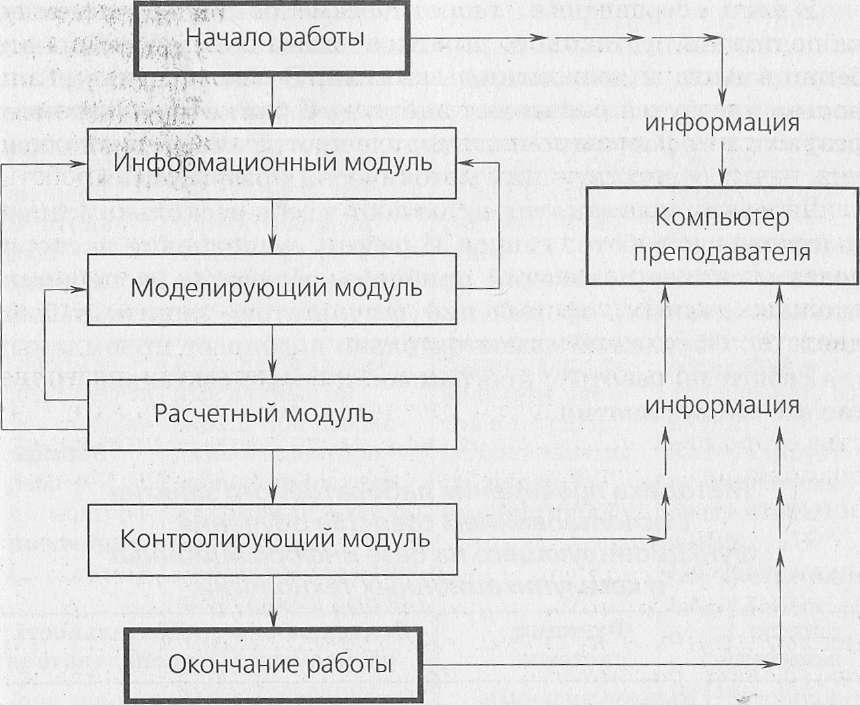 Начало работы
информация
Информационный модуль
Компьютер
преподавателя
Моделирующий модуль
информация
Расчетный модуль
Контролирующий модуль
Окончание работы